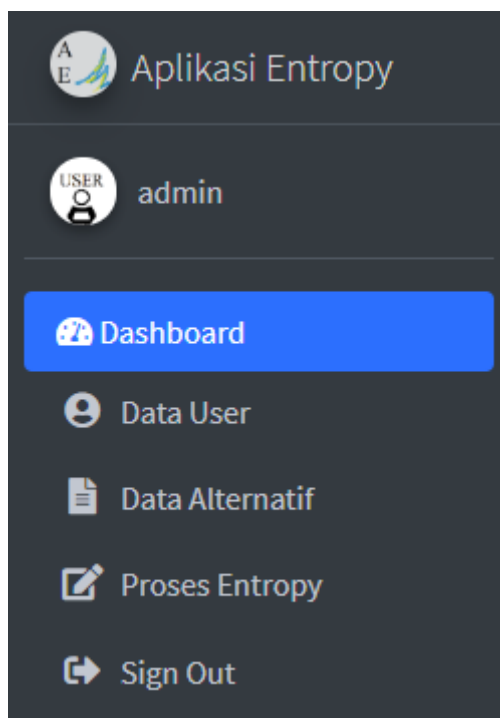 A
E
Aplikasi Entropy
USER
admin
Dashboard
Data User
Data Alternatif
Proses Entropy
Sign Out